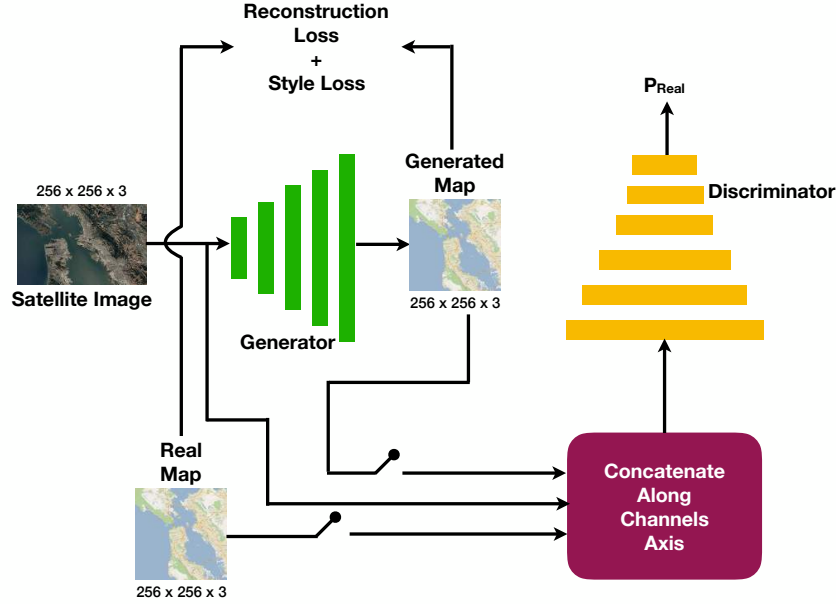 Reconstruction
Loss
+
Style Loss
P_Real
256 x 256 x 3
Generated
Map
Discriminator
Satellite Image
256 x 256 x 3
Generator
Real
Map
Concatenate
Along
Channels
Axis
256 x 256 x 3